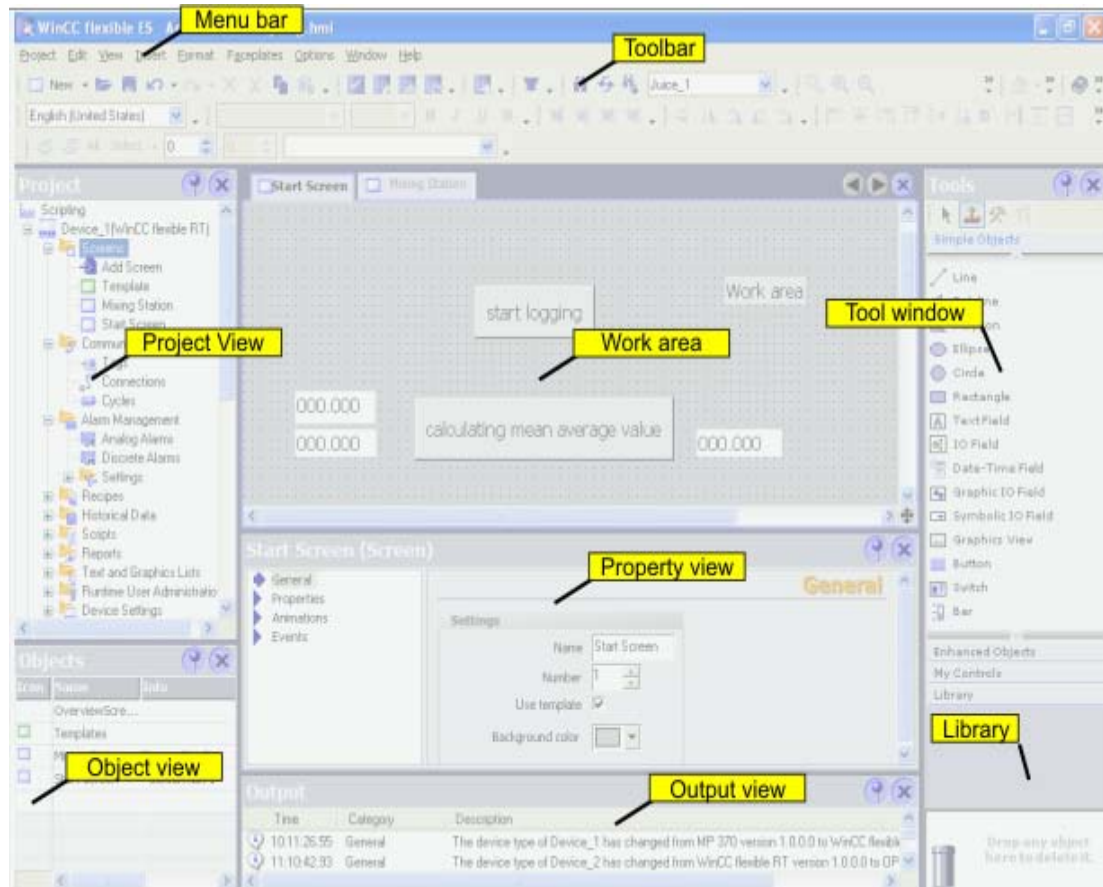 WinCC flexible ES
.hmi
Menu bar
Project Edit View Insert Format Faceplates Options Window Help
Toolbar
New
Juice_1
English (United States)
0
Project
Scripting
Device_1(WinCC flexible RT)
Screens
Add Screen
Template
Mixing Station
Start Screen
Project View
Tags
Connections
Cycles
Alarm Management
Analog Alarms
Discrete Alarms
Settings
Recipes
Historical Data
Scripts
Reports
Text and Graphics Lists
Runtime User Administratio
Device Settings
Objects
Icon Name Info
OverviewScre...
Templates
Object view
Start Screen Mixing Station
start logging
Work area
Work area
000.000
000.000
calculating mean average value
000.000
Start Screen (Screen)
Property view
General
Properties
Animations
Events
General
Settings
Name Start Screen
Number 1
Use template
Background color
Output
Output view
Time Category Description
10:11:26.55 General The device type of Device_1 has changed from MP 370 version 1.0.0.0 to WinCC flexible
11:10:42.93 General The device type of Device_2 has changed from WinCC flexible RT version 1.0.0.0 to OP
Tools
Simple Objects
Line
Tool window
Ellipse
Circle
Rectangle
TextField
IO Field
Date-Time Field
Graphic IO Field
Symbolic IO Field
Graphics View
Button
Switch
Bar
Enhanced Objects
My Controls
Library
Library
Drop any object
here to delete it.